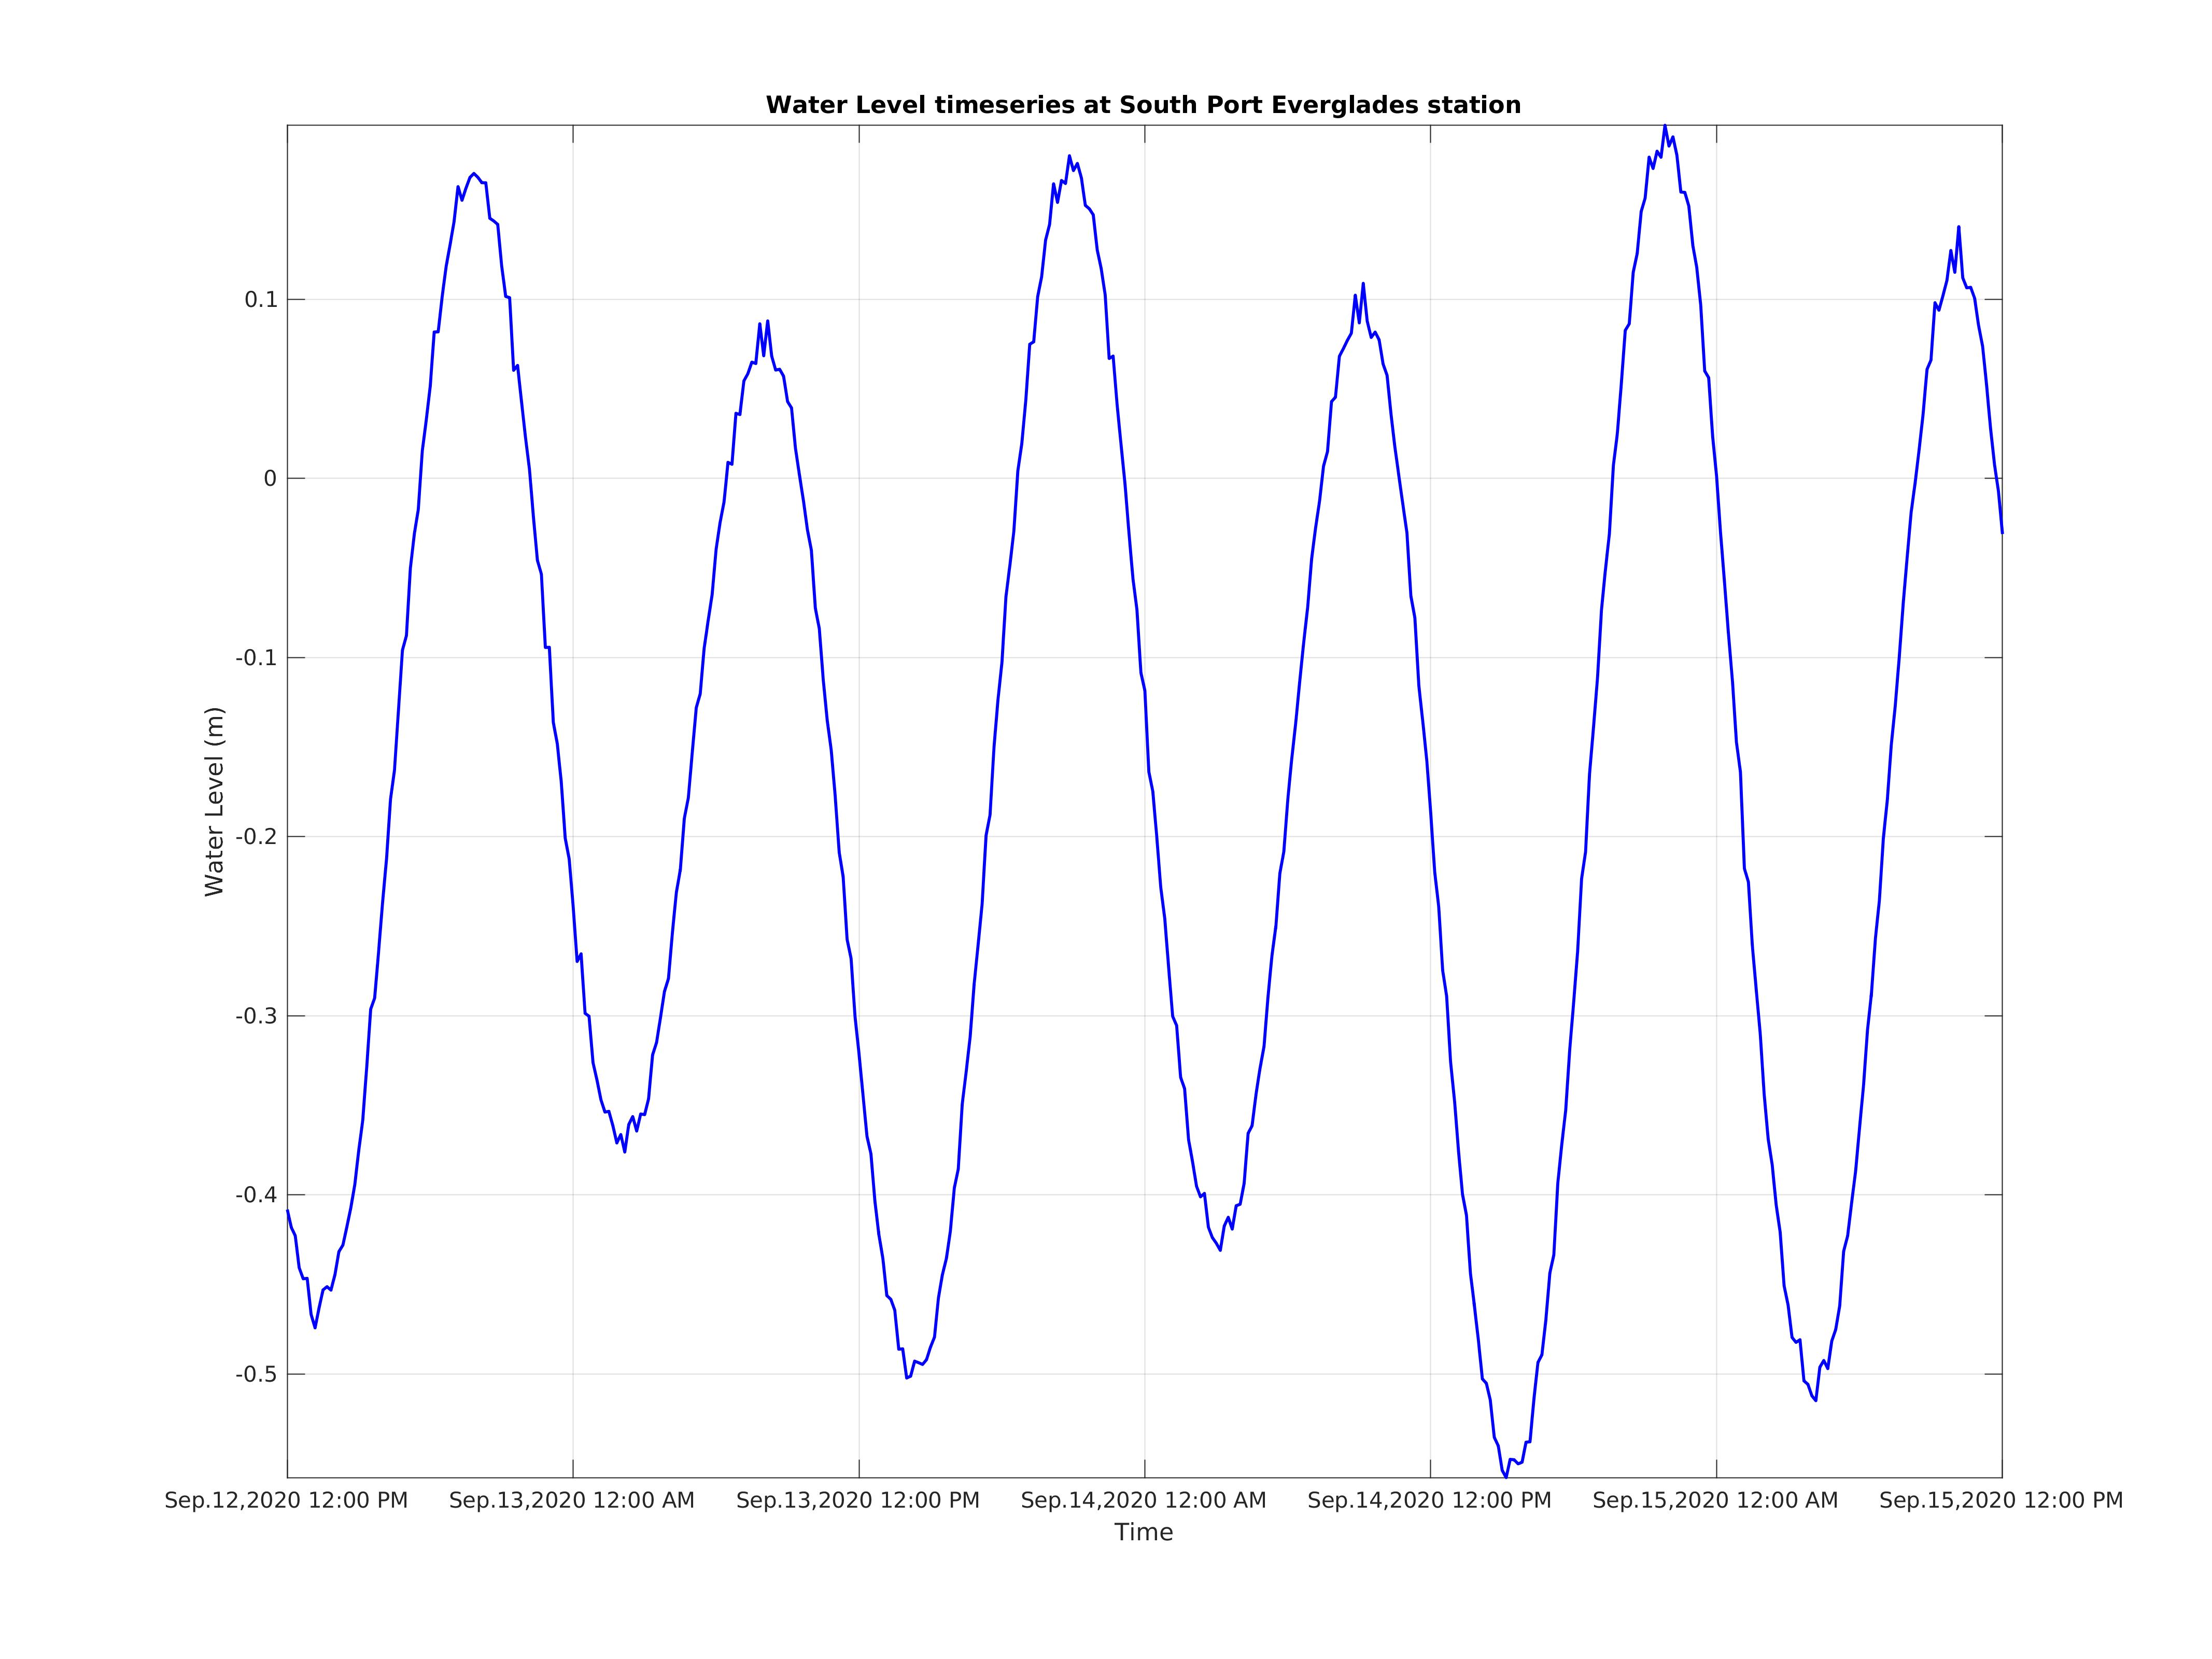 Water Level timeseries at South Port Everglades station
0.1
0
-0.1
-0.2
-0.3
-0.4
-0.5
Water Level (m)
Sep.12,2020 12:00 PM
Sep.13,2020 12:00 AM
Sep.13,2020 12:00 PM
Sep.14,2020 12:00 AM
Sep.14,2020 12:00 PM
Sep.15,2020 12:00 AM
Sep.15,2020 12:00 PM
Time